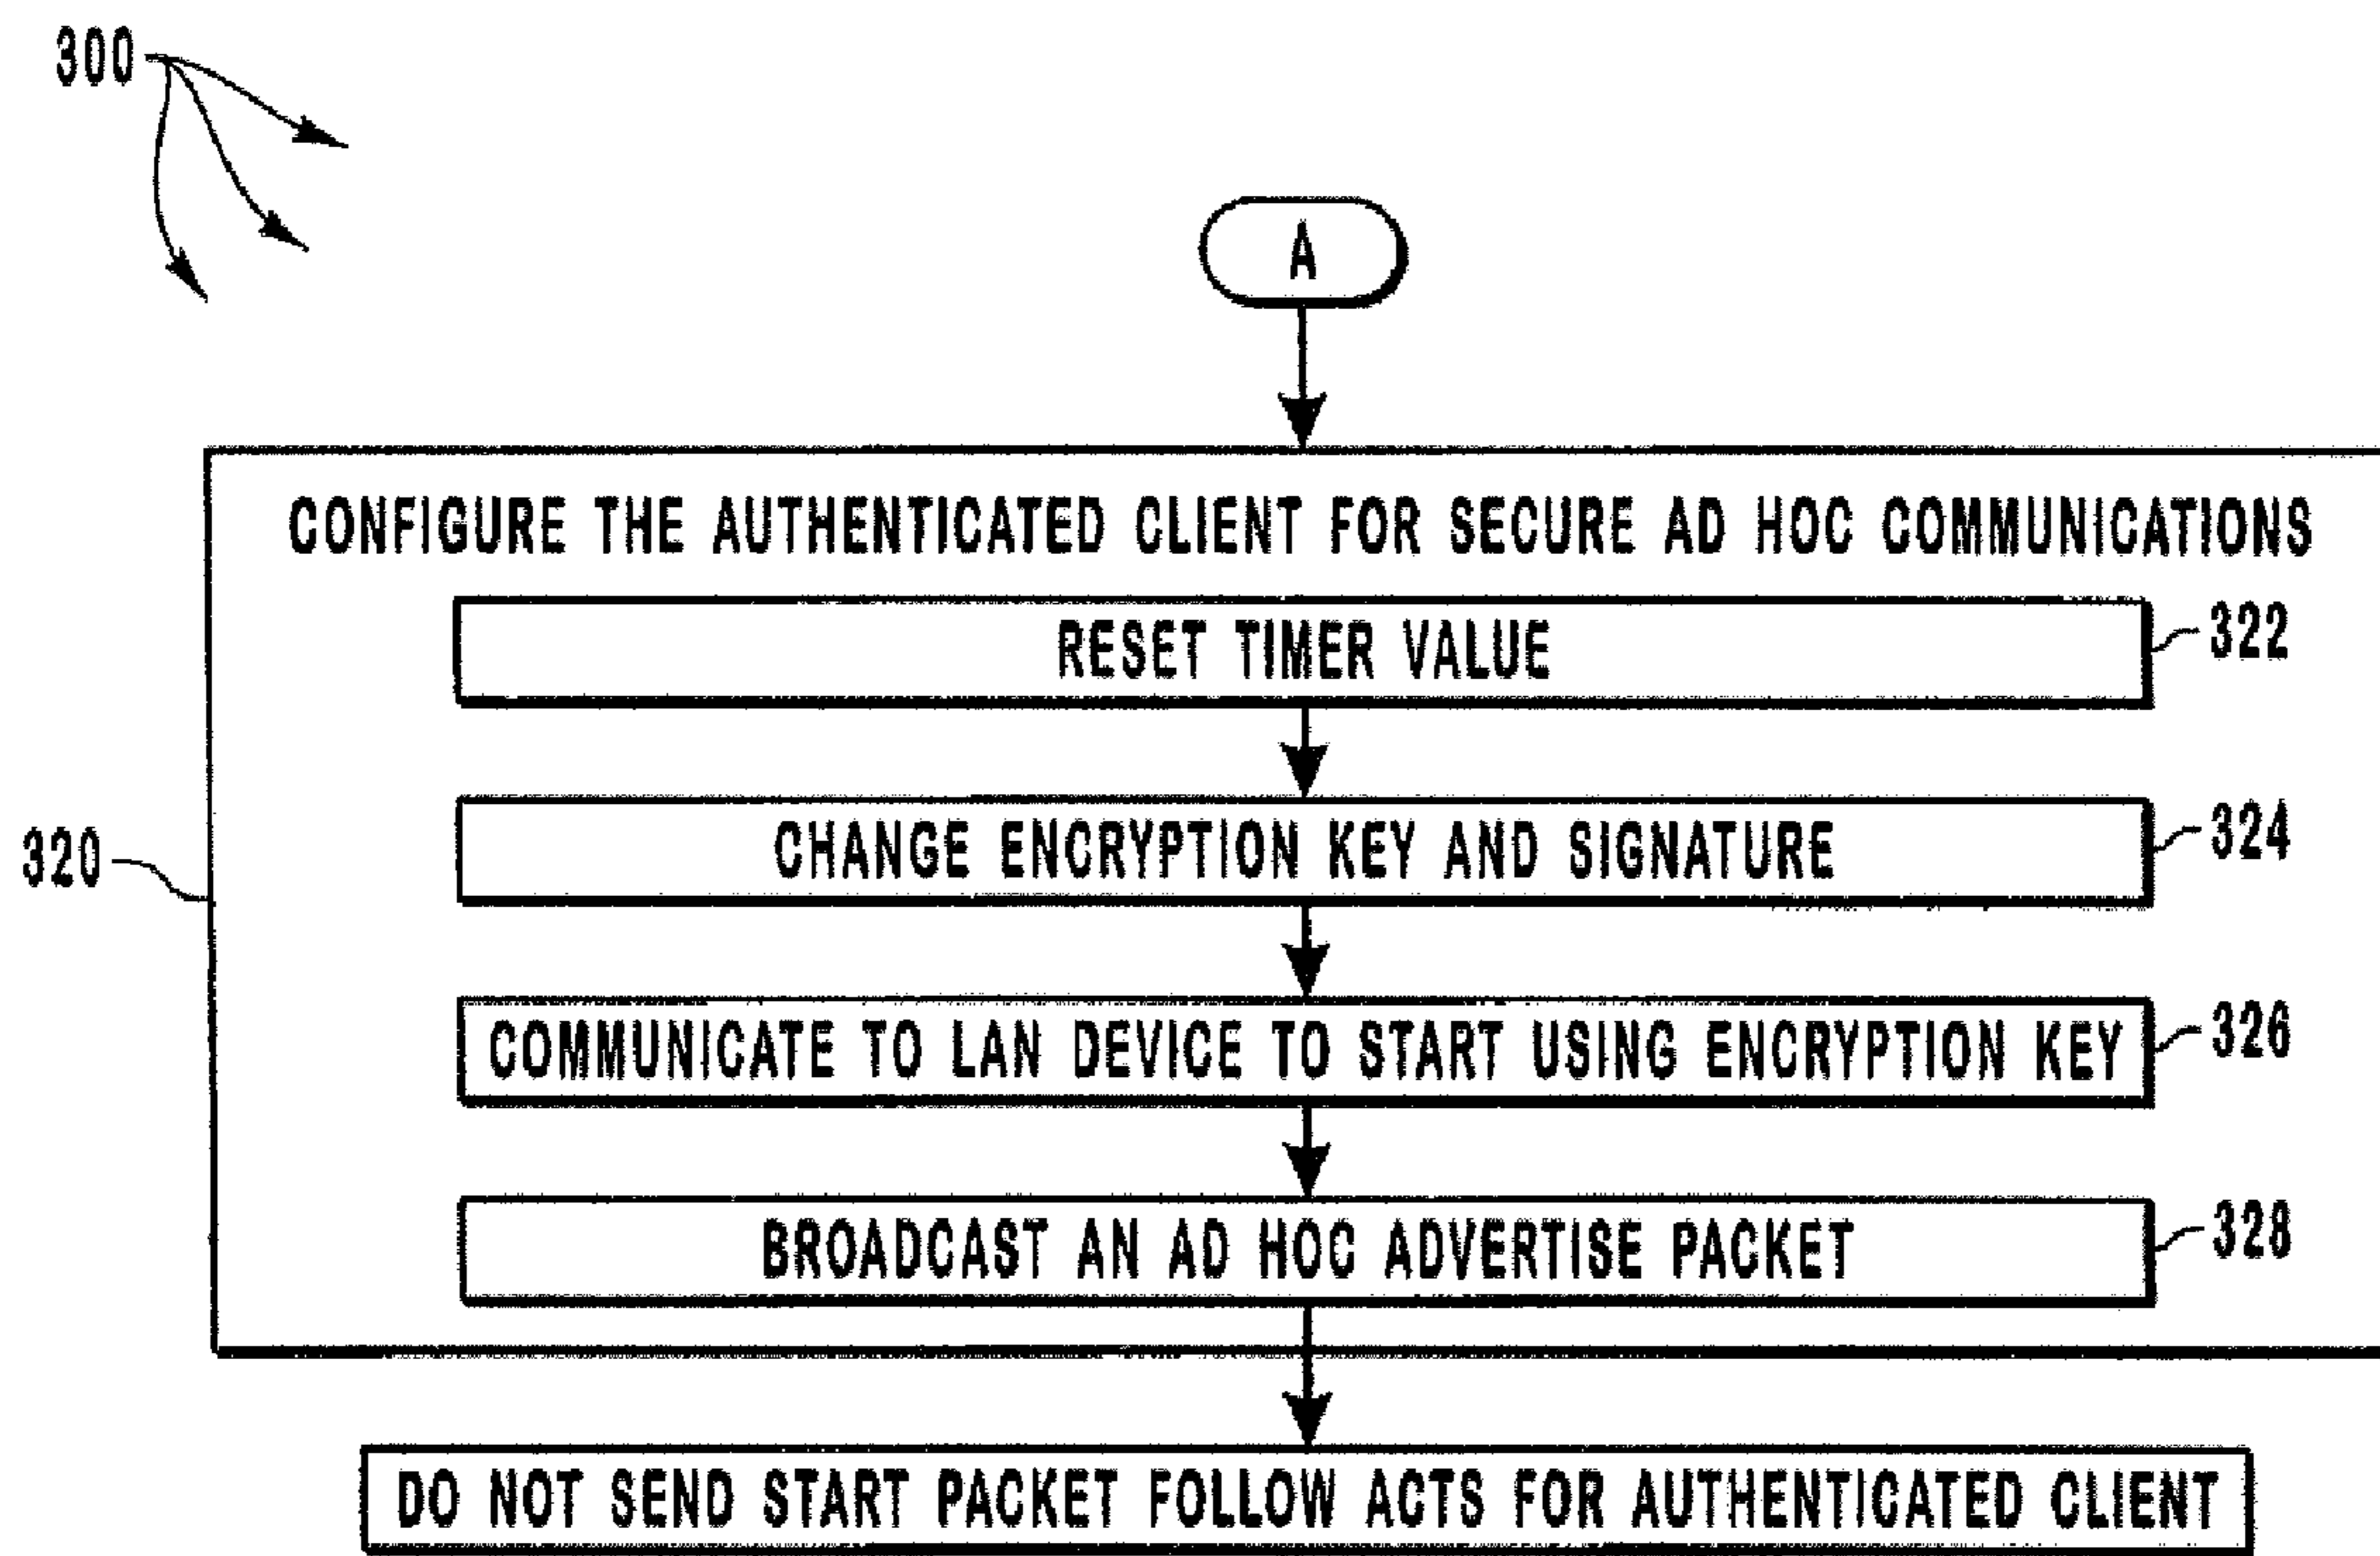 300
A
CONFIGURE THE AUTHENTICATED CLIENT FOR SECURE AD HOC COMMUNICATIONS
RESET TIMER VALUE
322
CHANGE ENCRYPTION KEY AND SIGNATURE
324
320
COMMUNICATE TO LAN DEVICE TO START USING ENCRYPTION KEY
326
BROADCAST AN AD HOC ADVERTISE PACKET
328
DO NOT SEND START PACKET FOLLOW ACTS FOR AUTHENTICATED CLIENT